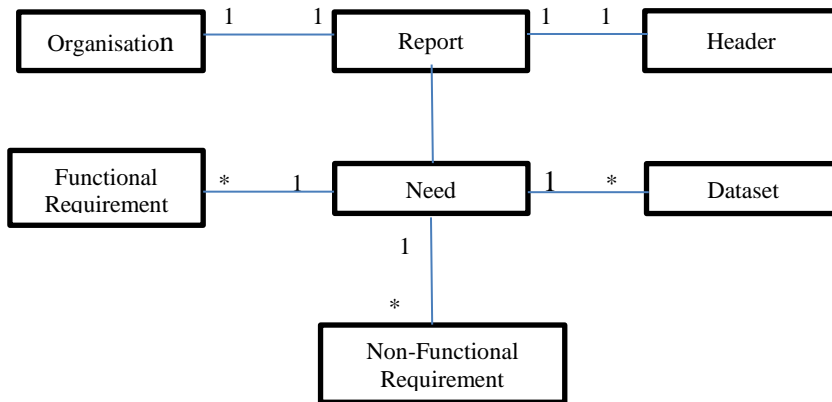 1 1 1 1
Organisation Report Header
Functional
Requirement
* 1 Need 1 * Dataset
1
*
Non-Functional
Requirement